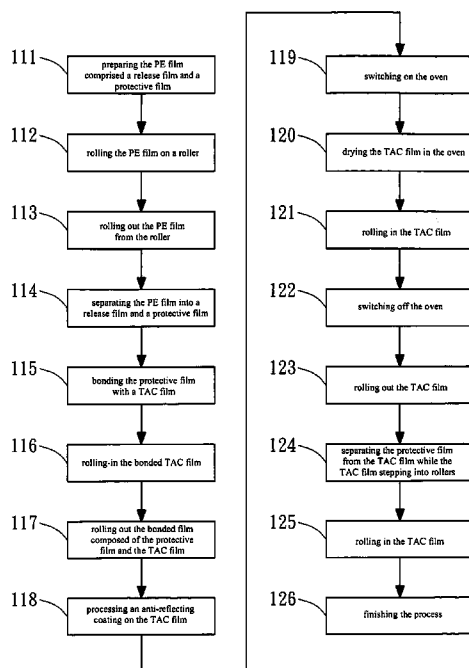 111
preparing the PE film
comprised a release film and a
protective film
112
rolling the PE film on a roller
113
rolling out the PE film
from the roller
114
separating the PE film into a
release film and a protective film
115
bonding the protective film
with a TAC film
116
rolling-in the bonded TAC film
117
rolling out the bonded film
composed of the protective
film and the TAC film
118
processing an anti-reflecting
coating on the TAC film
119
switching on the oven
120
drying the TAC film in the oven
121
rolling in the TAC film
122
switching off the oven
123
rolling out the TAC film
124
separating the protective film
from the TAC film while the
TAC film stepping into rollers
125
rolling in the TAC film
126
finishing the process